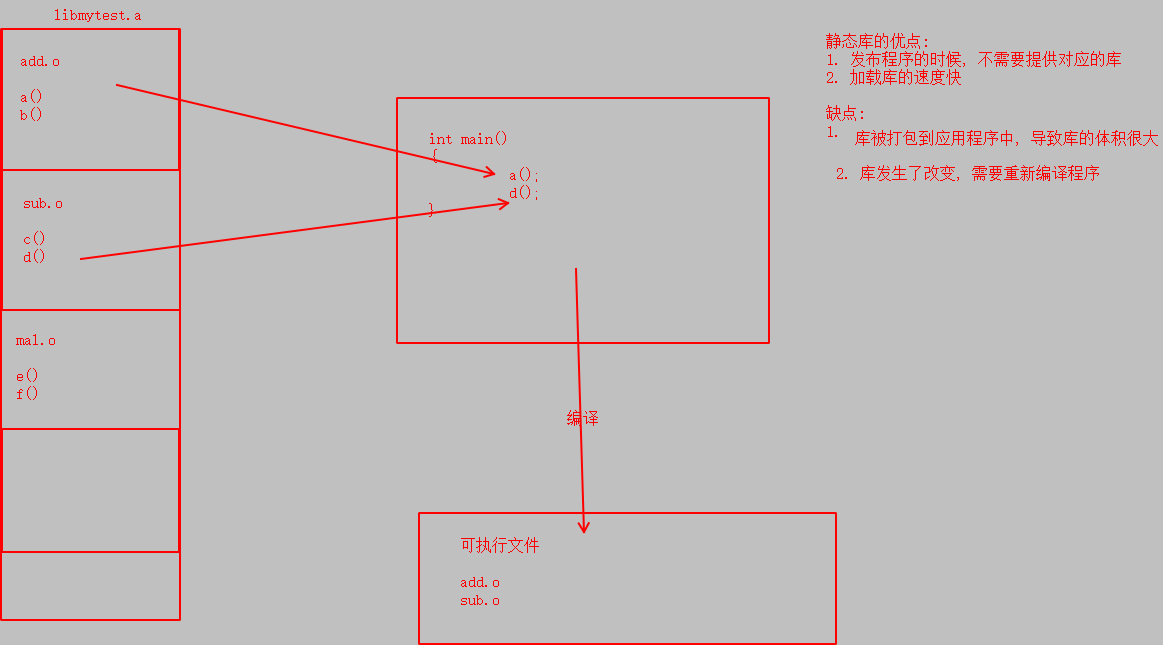 libmytest.a
add.o
a()
b()
sub.o
c()
d()
mal.o
e()
f()
int main()
{
a();
d();
}
编译
可执行文件
add.o
sub.o
静态库的优点:
1. 发布程序的时候, 不需要提供对应的库
2. 加载库的速度快
缺点:
1. 库被打包到应用程序中, 导致库的体积很大
2. 库发生了改变, 需要重新编译程序